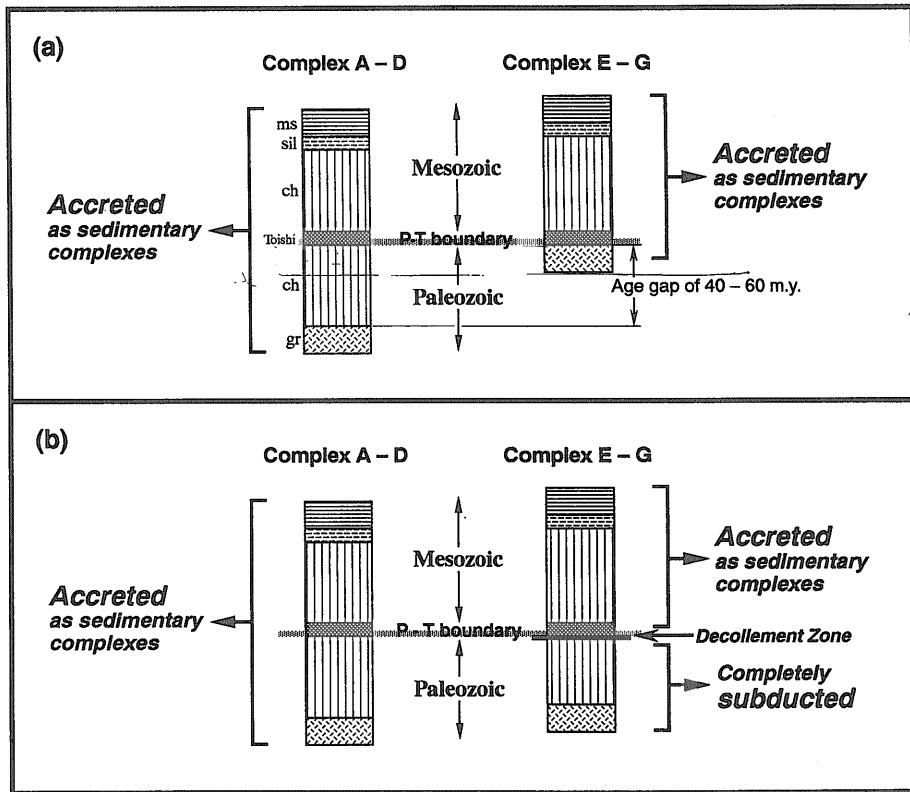 (a)
Complex A – D
Complex E – G
ms
sil
ch
Toishi
ch
gr
Accreted
as sedimentary
complexes
Mesozoic
P-T boundary
Paleozoic
Accreted
as sedimentary
complexes
Age gap of 40 – 60 m.y.
(b)
Complex A – D
Complex E – G
Accreted
as sedimentary
complexes
Mesozoic
P - T boundary
Paleozoic
Accreted
as sedimentary
complexes
Decollement Zone
Completely
subducted